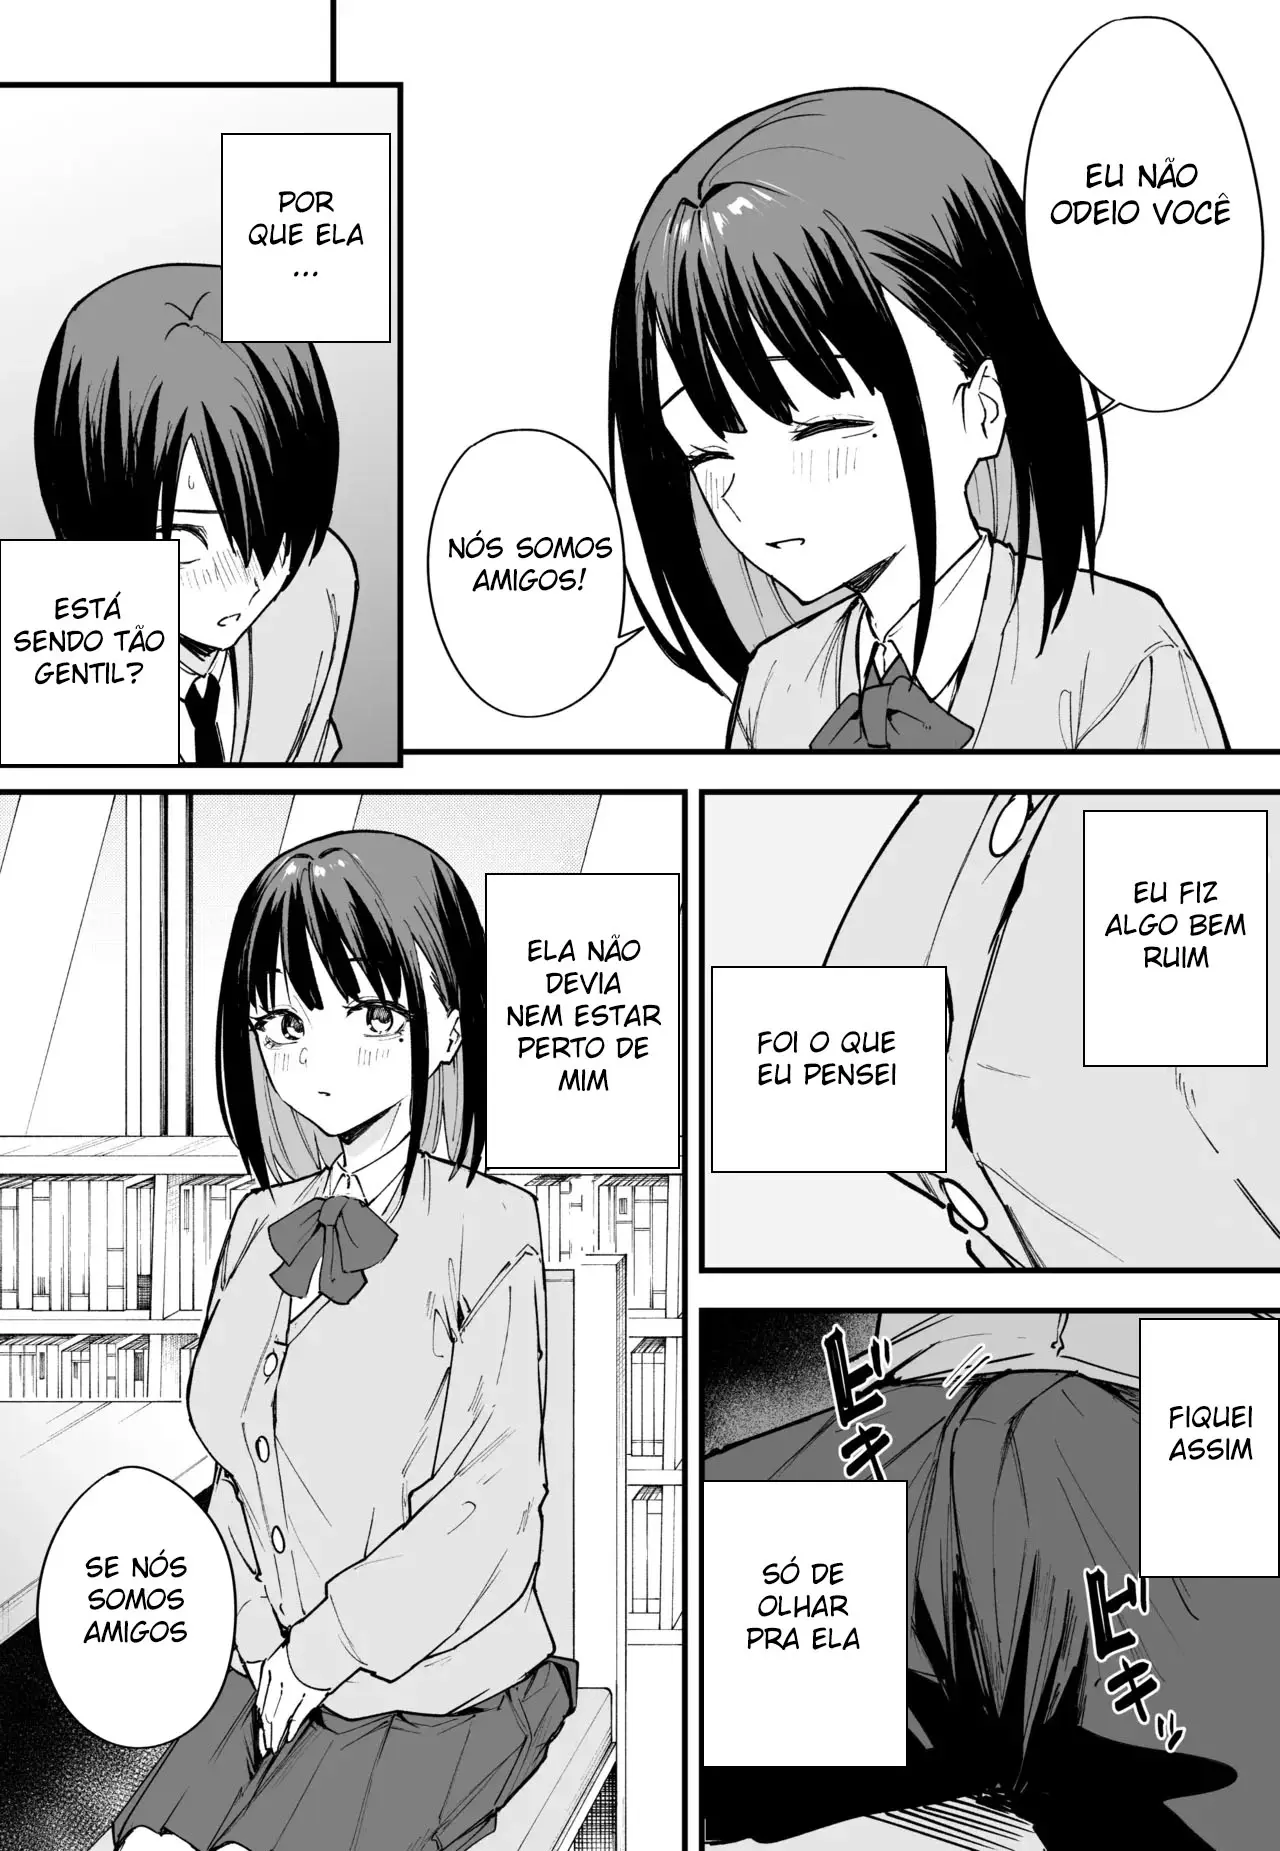 EU NÃO
ODEIO VOCÊ
NÓS SOMOS
AMIGOS!
POR
QUE ELA
...
ESTÁ
SENDO TÃO
GENTIL?
EU FIZ
ALGO BEM
RUIM
FOI O QUE
EU PENSEI
FIQUEI
ASSIM
SÓ DE
OLHAR
PRA ELA
ビキ
ビキッ
ELA NÃO
DEVIA
NEM ESTAR
PERTO DE
MIM
SE NÓS
SOMOS
AMIGOS